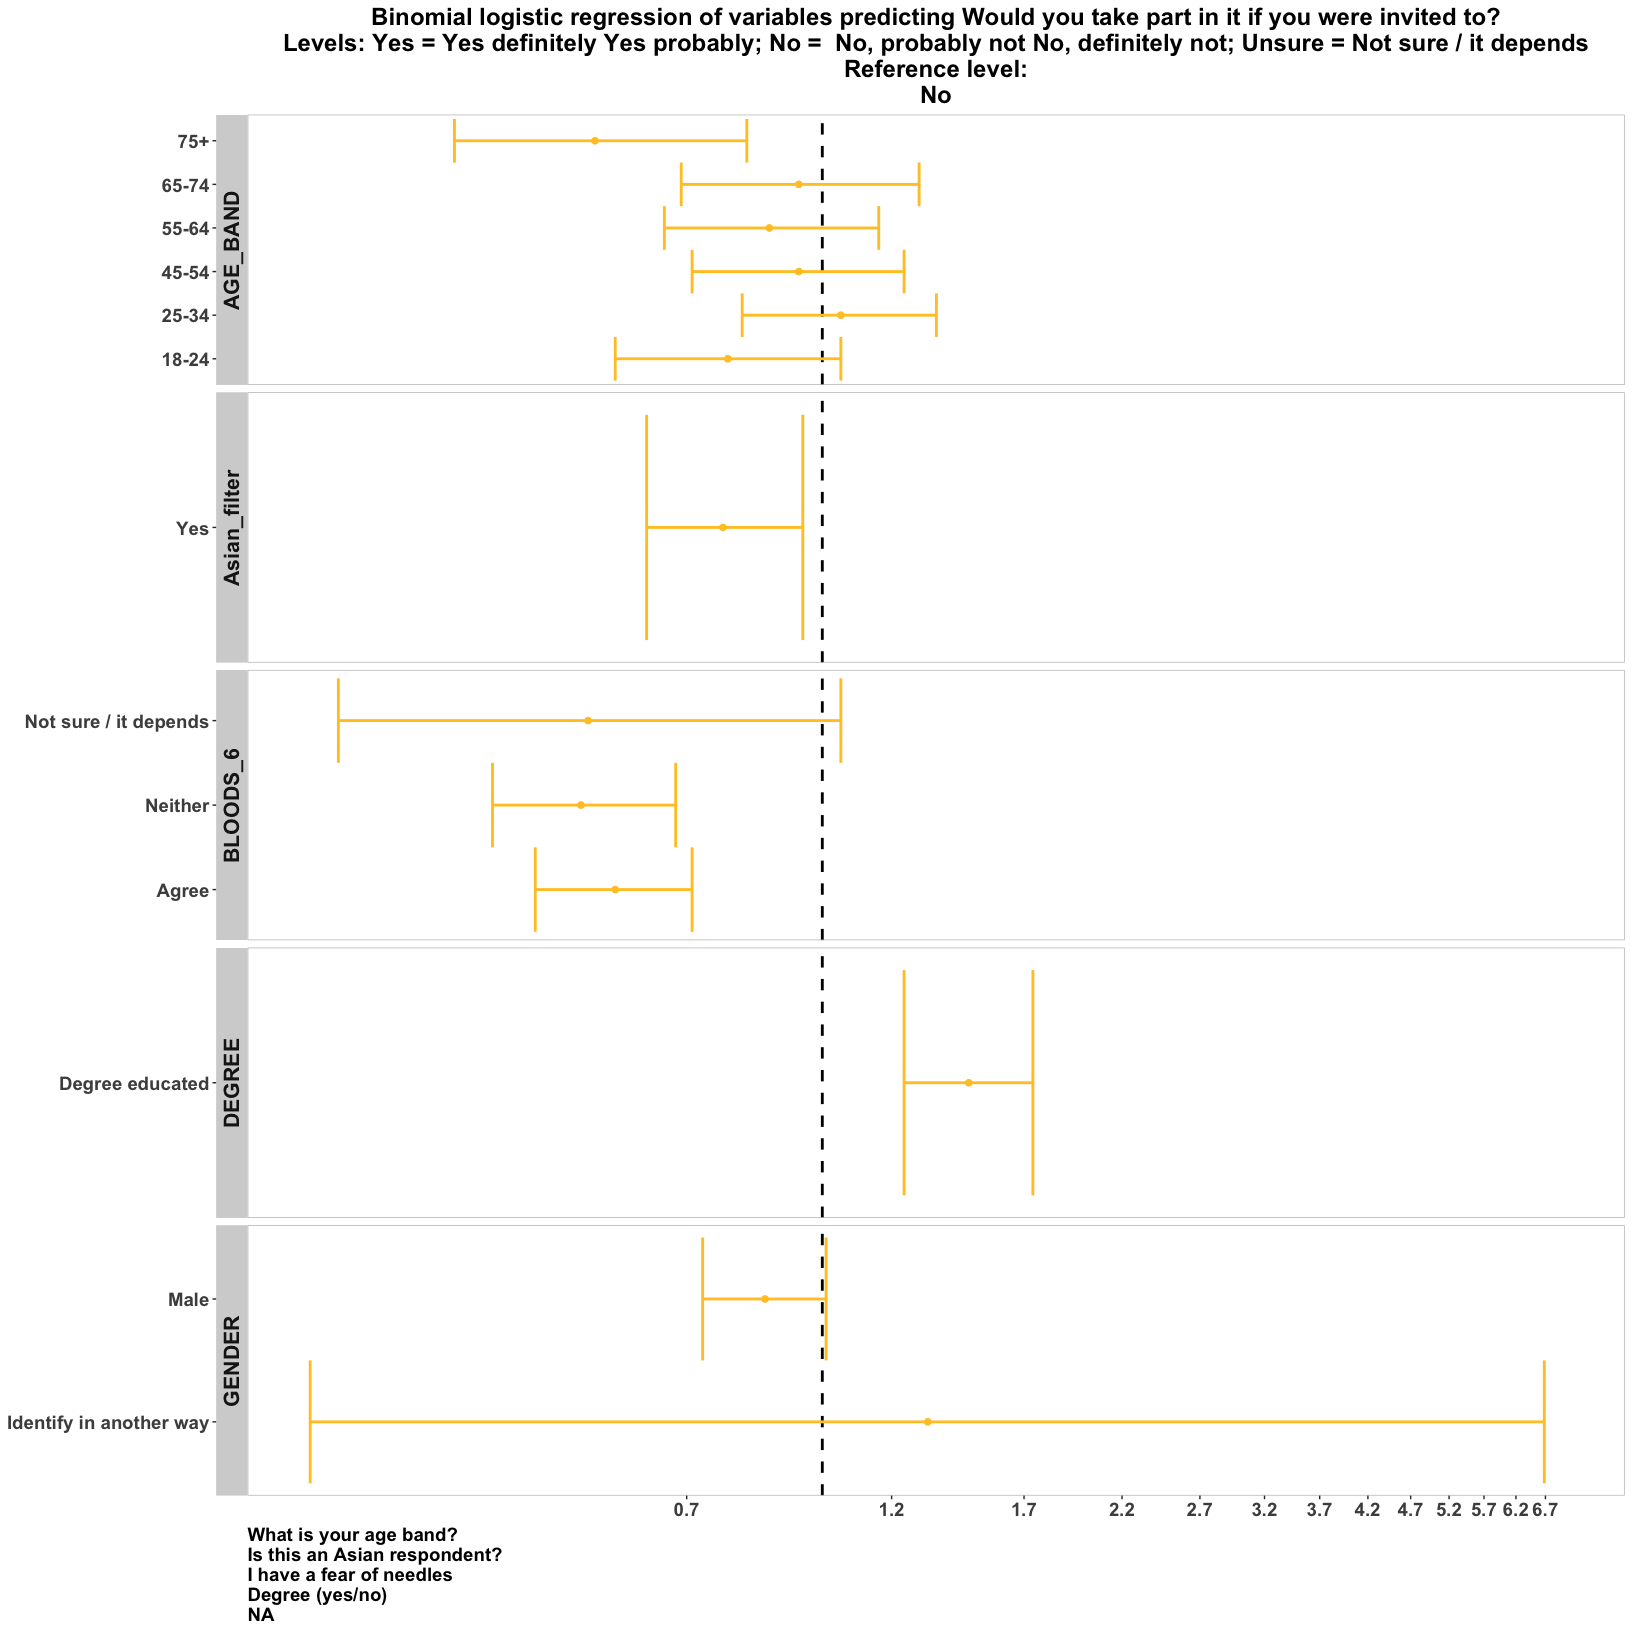 Binomial logistic regression of variables predicting Would you take part in it if you were invited to?
Levels: Yes = Yes definitely Yes probably; No =  No, probably not No, definitely not; Unsure = Not sure / it depends
Reference level:
No
AGE_BAND
75+
65-74
55-64
45-54
25-34
18-24
Asian_filter
Yes
BLOODS_6
Not sure / it depends
Neither
Agree
DEGREE
Degree educated
GENDER
Male
Identify in another way
0.7 1.2 1.7 2.2 2.7 3.2 3.7 4.2 4.7 5.2 5.7 6.2 6.7
What is your age band?
Is this an Asian respondent?
I have a fear of needles
Degree (yes/no)
NA